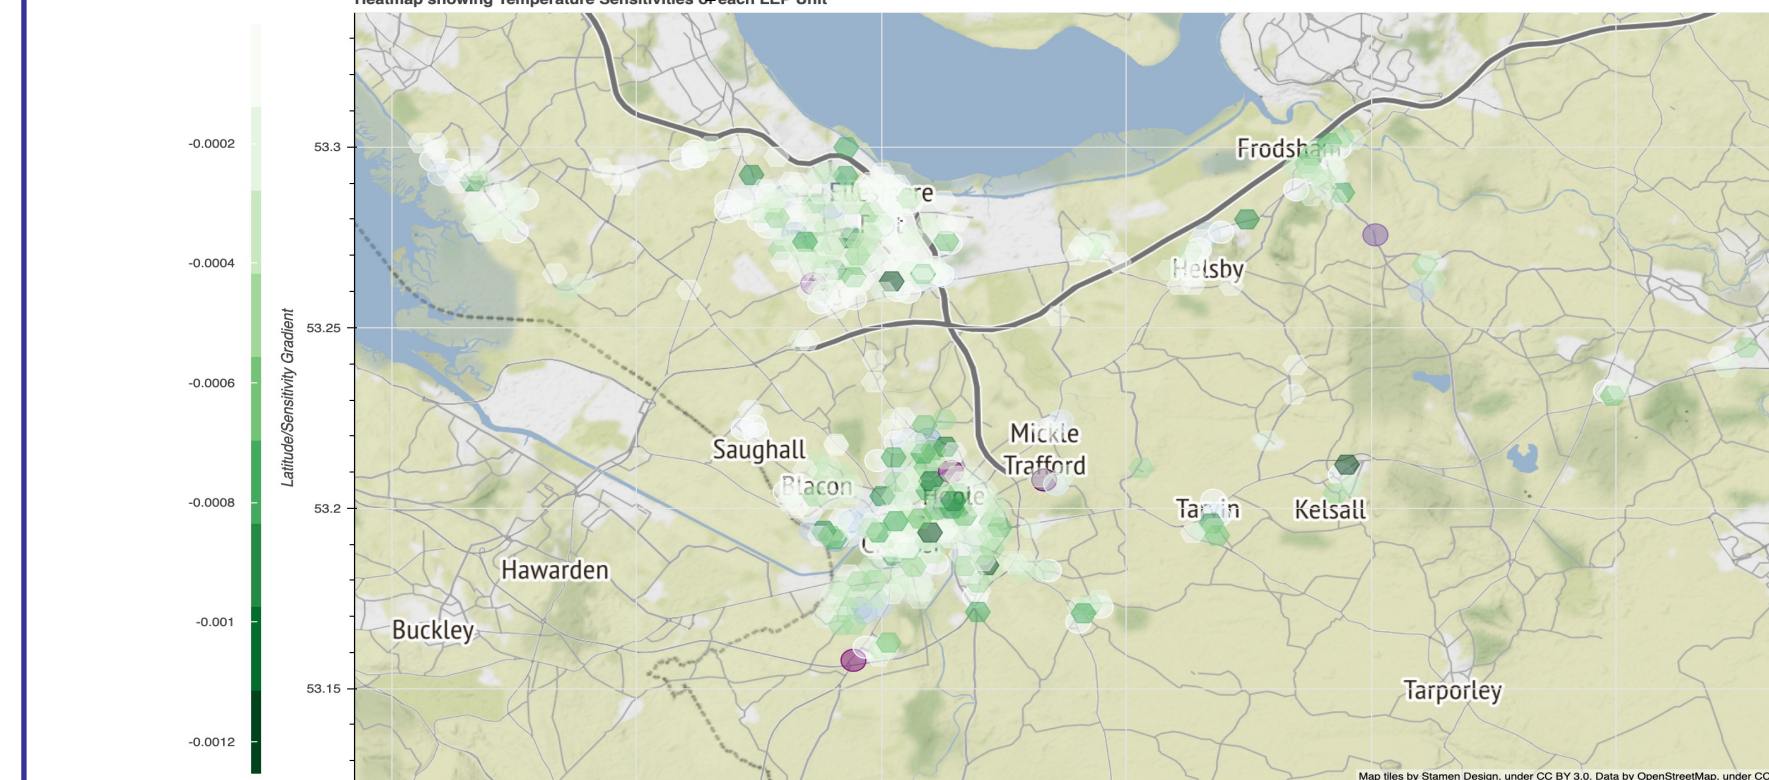 Heatmap showing Temperature Sensitivities of each LLP Unit
-0.0002
-0.0004
-0.0006
-0.0008
-0.001
-0.0012
Latitude/Sensitivity Gradient
53.3
53.25
53.2
53.15
Frodsham
Helsby
Saughall
Mickle
Trafford
Blacon
Hoole
Tarvin
Kelsall
Hawarden
Buckley
Tarporley
Map tiles by Stamen Design, under CC BY 3.0. Data by OpenStreetMap, under CC